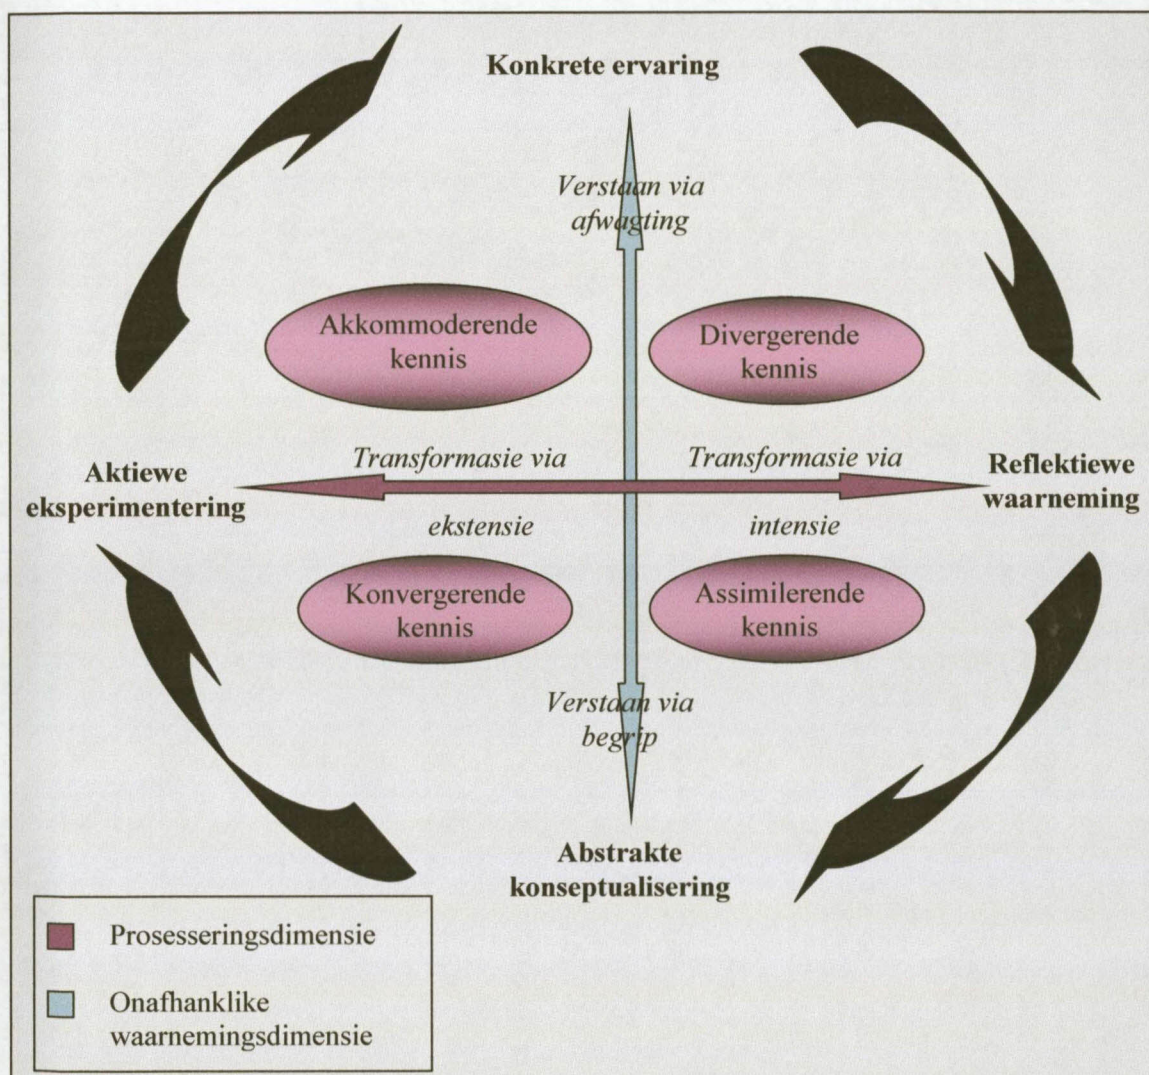 Konkrete ervaring
Verstaan via
afwagting
Akkommoderende
kennis
Divergerende
kennis
Aktiewe
eksperimentering
Transformasie via
ekstensie
Transformasie via
intensie
Reflektiewe
waarneming
Konvergerende
kennis
Assimilerende
kennis
Verstaan via
begrip
Abstrakte
konseptualisering
Prosesseringsdimensie
Onafhanklike
waarnemingsdimensie